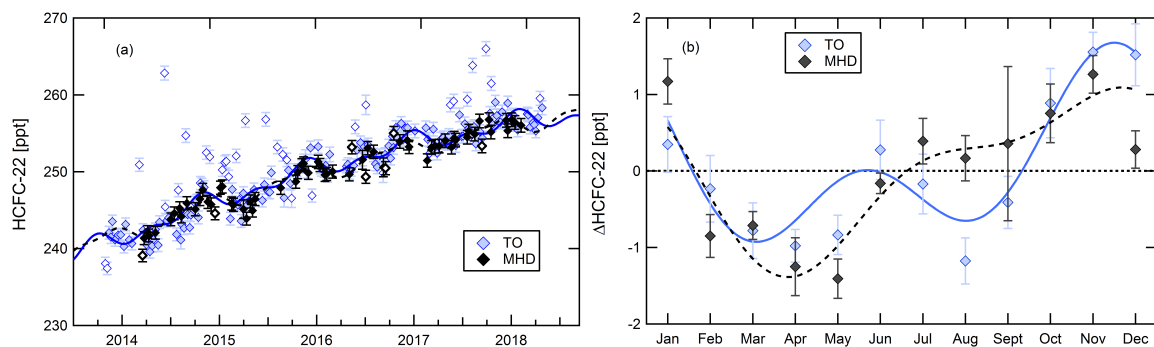 (a)
HCFC-22 [ppt]
270
260
250
240
230
TO
MHD
2014 2015 2016 2017 2018
(b)
ΔHCFC-22 [ppt]
2
1
0
-1
-2
TO
MHD
Jan Feb Mar Apr May Jun Jul Aug Sept Oct Nov Dec